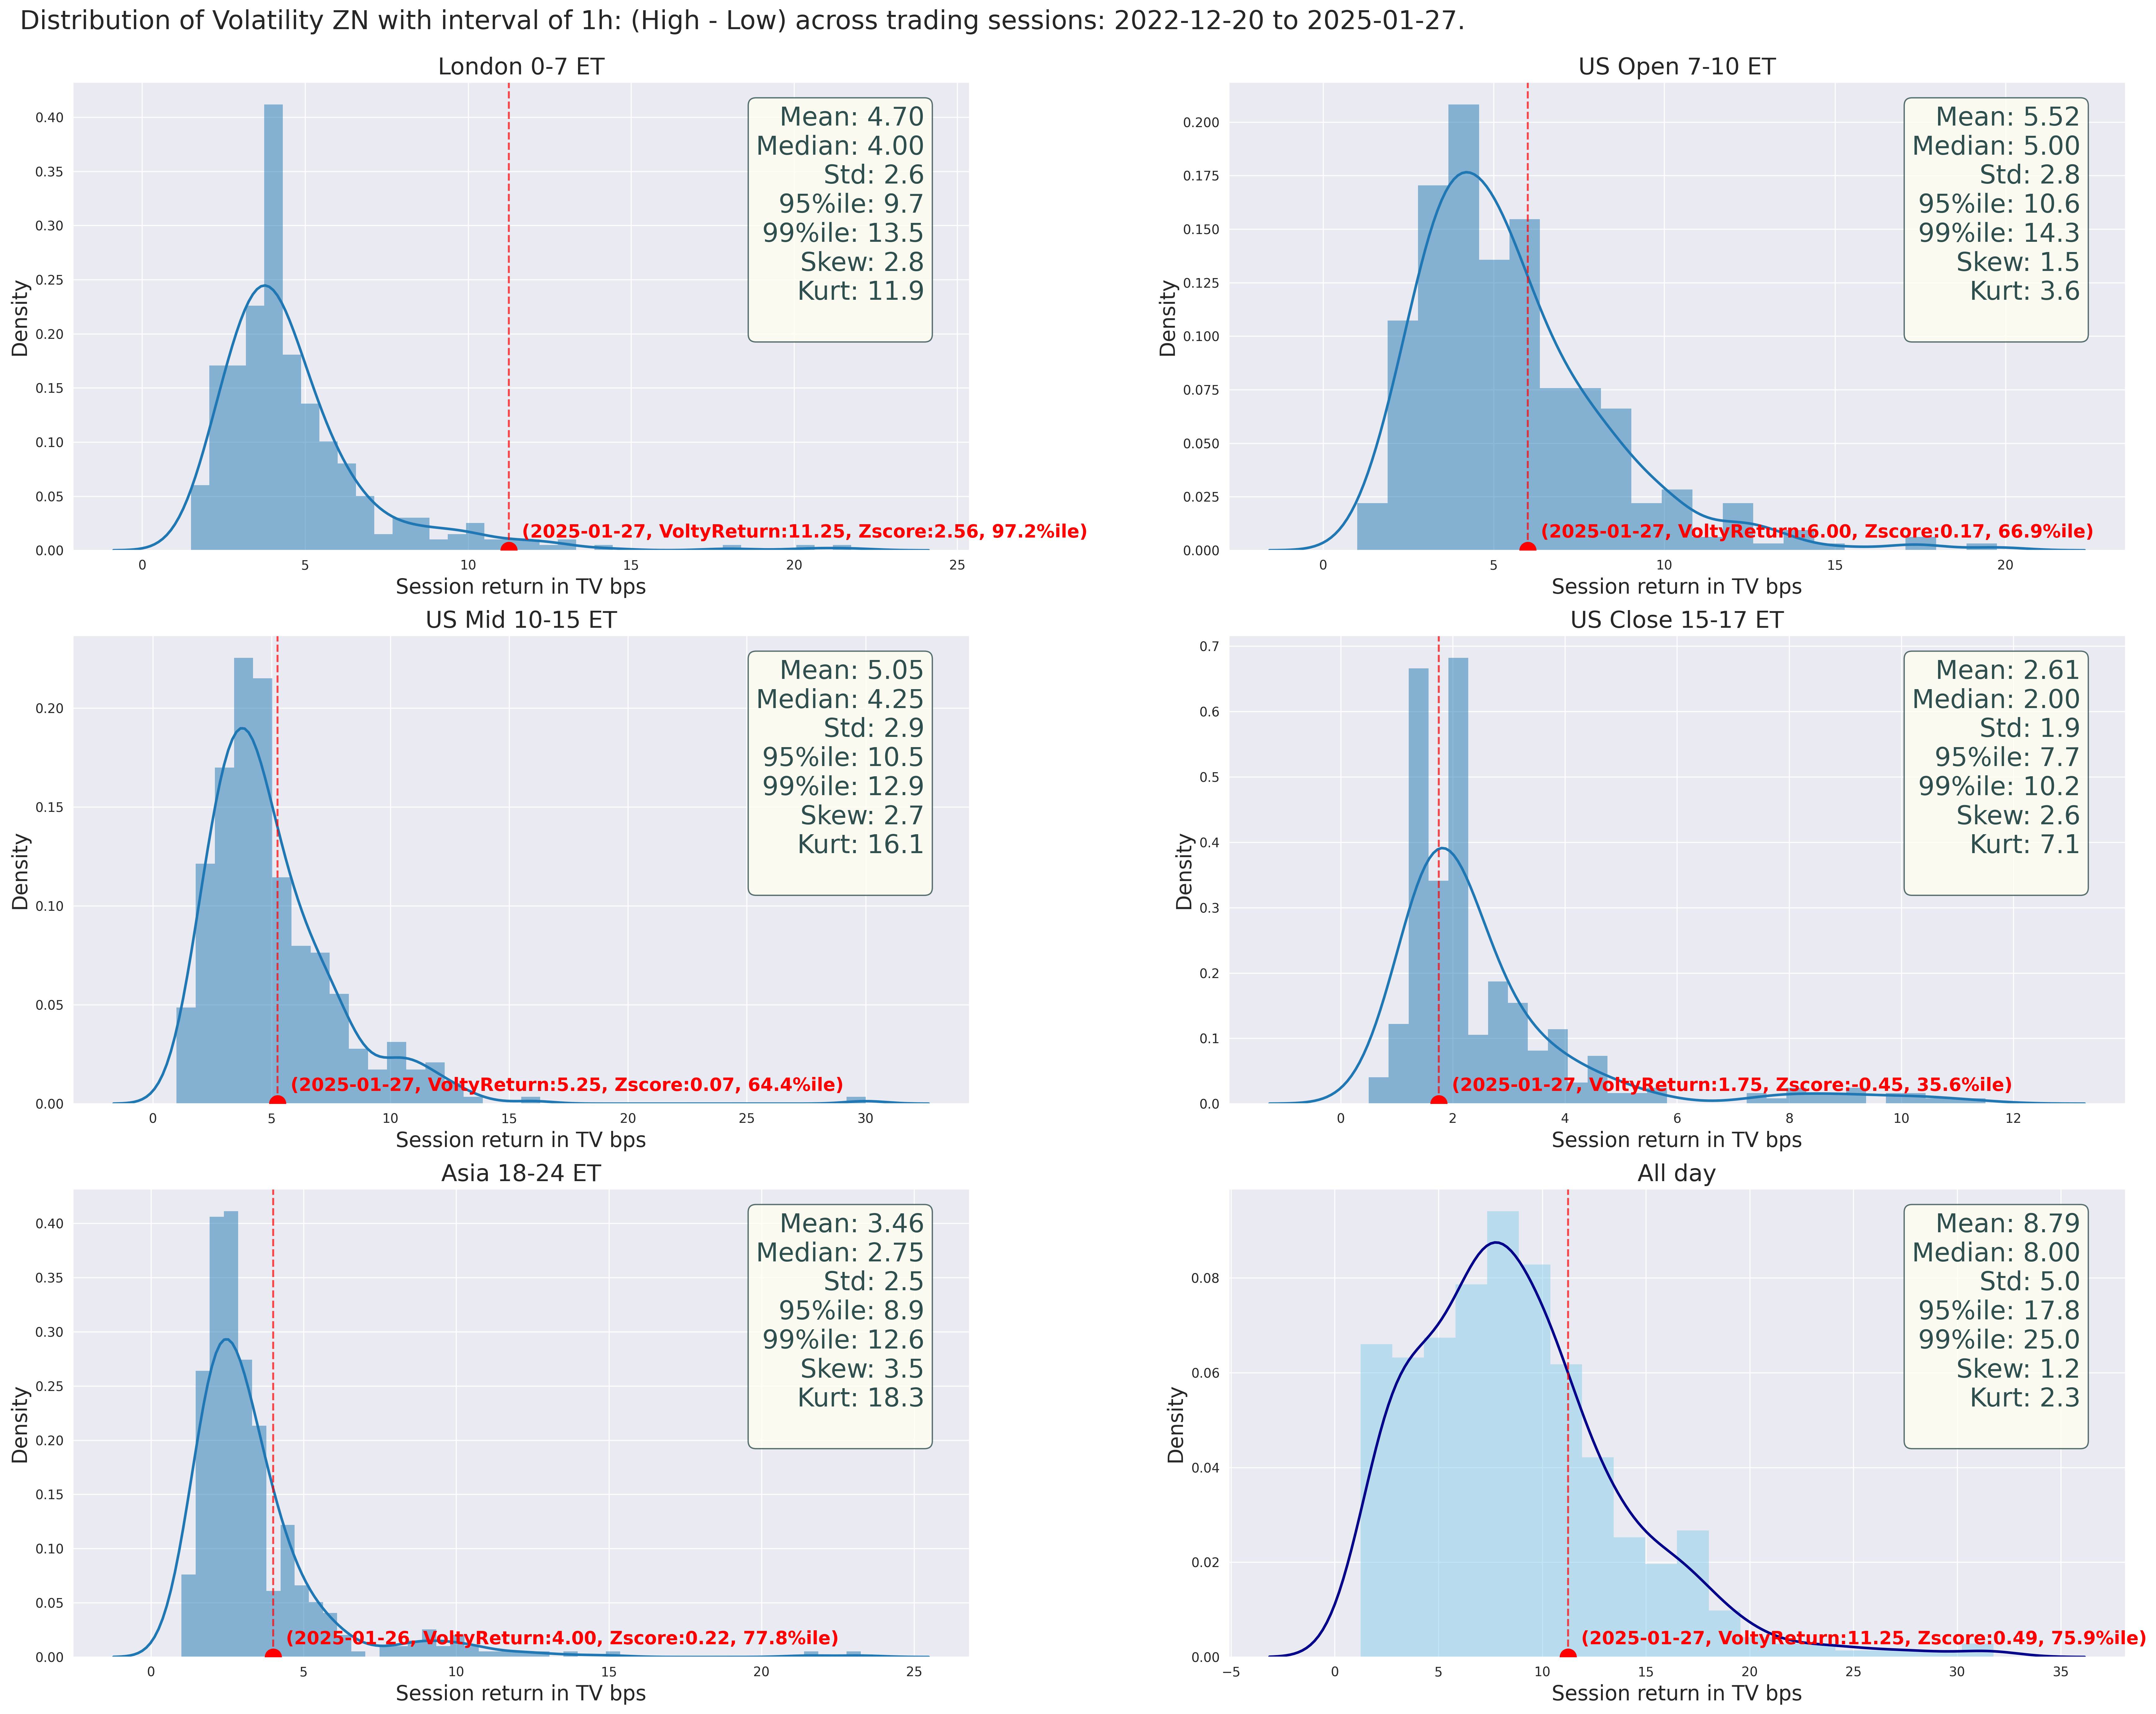 Distribution of Volatility ZN with interval of 1h: (High - Low) across trading sessions: 2022-12-20 to 2025-01-27.
London 0-7 ET
Density
0.40
0.35
0.30
0.25
0.20
0.15
0.10
0.05
0.00
Mean: 4.70
Median: 4.00
Std: 2.6
95%ile: 9.7
99%ile: 13.5
Skew: 2.8
Kurt: 11.9
(2025-01-27, VoltyReturn:11.25, Zscore:2.56, 97.2%ile)
0 5 10 15 20 25
Session return in TV bps
US Open 7-10 ET
Density
0.200
0.175
0.150
0.125
0.100
0.075
0.050
0.025
0.000
Mean: 5.52
Median: 5.00
Std: 2.8
95%ile: 10.6
99%ile: 14.3
Skew: 1.5
Kurt: 3.6
(2025-01-27, VoltyReturn:6.00, Zscore:0.17, 66.9%ile)
0 5 10 15 20
Session return in TV bps
US Mid 10-15 ET
Density
0.20
0.15
0.10
0.05
0.00
Mean: 5.05
Median: 4.25
Std: 2.9
95%ile: 10.5
99%ile: 12.9
Skew: 2.7
Kurt: 16.1
(2025-01-27, VoltyReturn:5.25, Zscore:0.07, 64.4%ile)
0 5 10 15 20 25 30
Session return in TV bps
US Close 15-17 ET
Density
0.7
0.6
0.5
0.4
0.3
0.2
0.1
0.0
Mean: 2.61
Median: 2.00
Std: 1.9
95%ile: 7.7
99%ile: 10.2
Skew: 2.6
Kurt: 7.1
(2025-01-27, VoltyReturn:1.75, Zscore:-0.45, 35.6%ile)
0 2 4 6 8 10 12
Session return in TV bps
Asia 18-24 ET
Density
0.40
0.35
0.30
0.25
0.20
0.15
0.10
0.05
0.00
Mean: 3.46
Median: 2.75
Std: 2.5
95%ile: 8.9
99%ile: 12.6
Skew: 3.5
Kurt: 18.3
(2025-01-26, VoltyReturn:4.00, Zscore:0.22, 77.8%ile)
0 5 10 15 20 25
Session return in TV bps
All day
Density
0.08
0.06
0.04
0.02
0.00
Mean: 8.79
Median: 8.00
Std: 5.0
95%ile: 17.8
99%ile: 25.0
Skew: 1.2
Kurt: 2.3
(2025-01-27, VoltyReturn:11.25, Zscore:0.49, 75.9%ile)
−5 0 5 10 15 20 25 30 35
Session return in TV bps